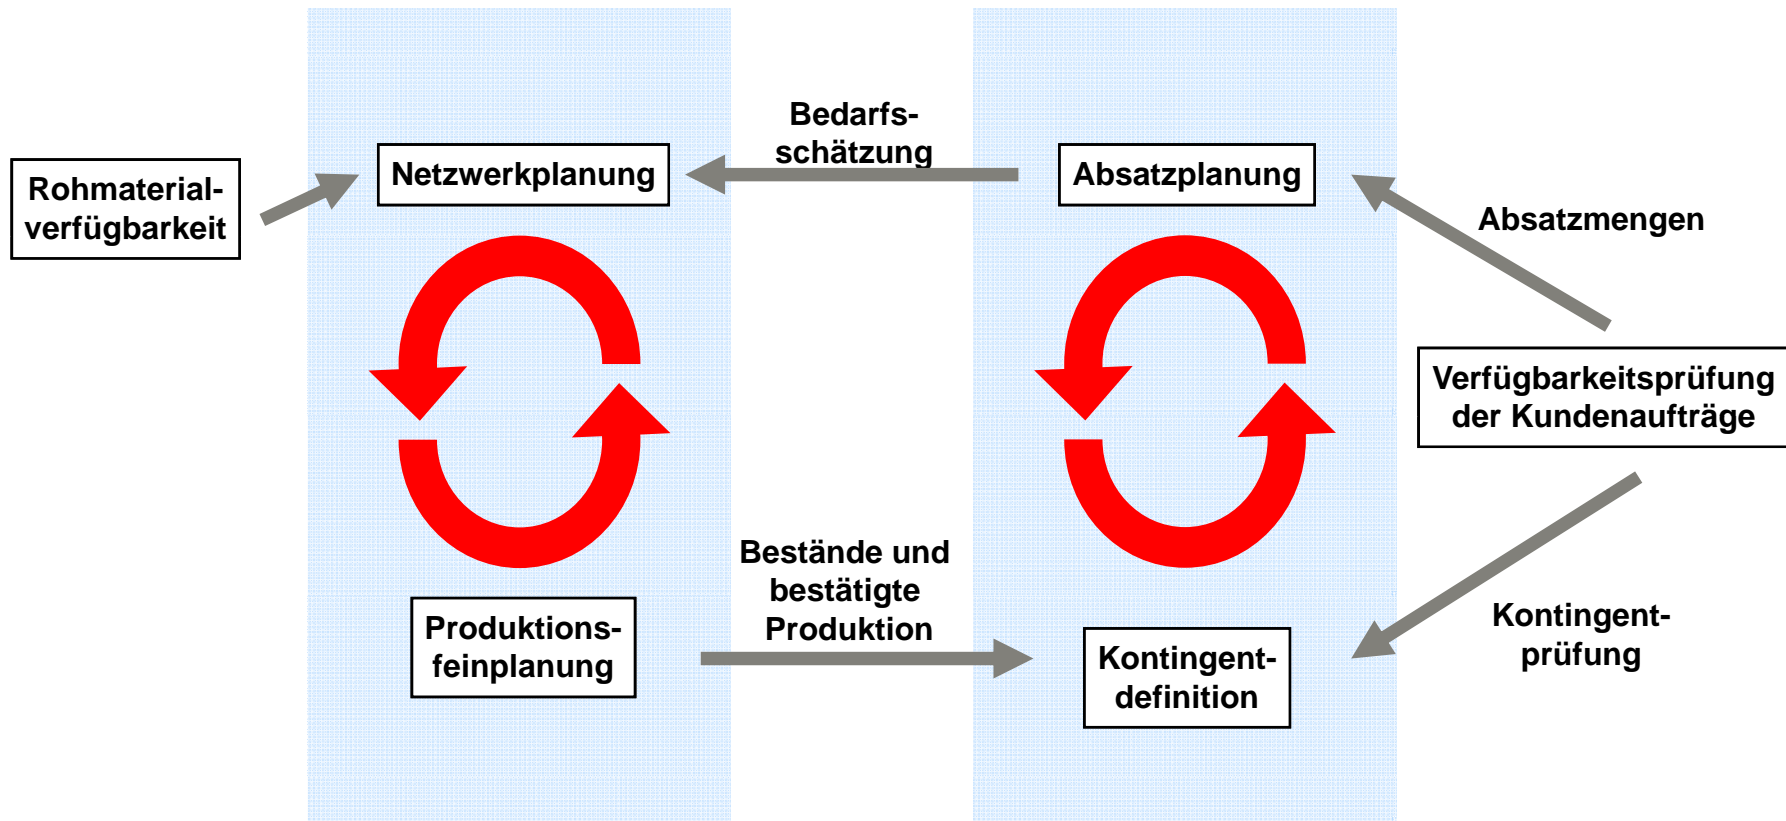 Rohmaterial-
verfügbarkeit
Netzwerkplanung
Bedarfs-
schätzung
Absatzplanung
Absatzmengen
Verfügbarkeitsprüfung
der Kundenaufträge
Produktions-
feinplanung
Bestände und
bestätigte
Produktion
Kontingent-
definition
Kontingent-
prüfung